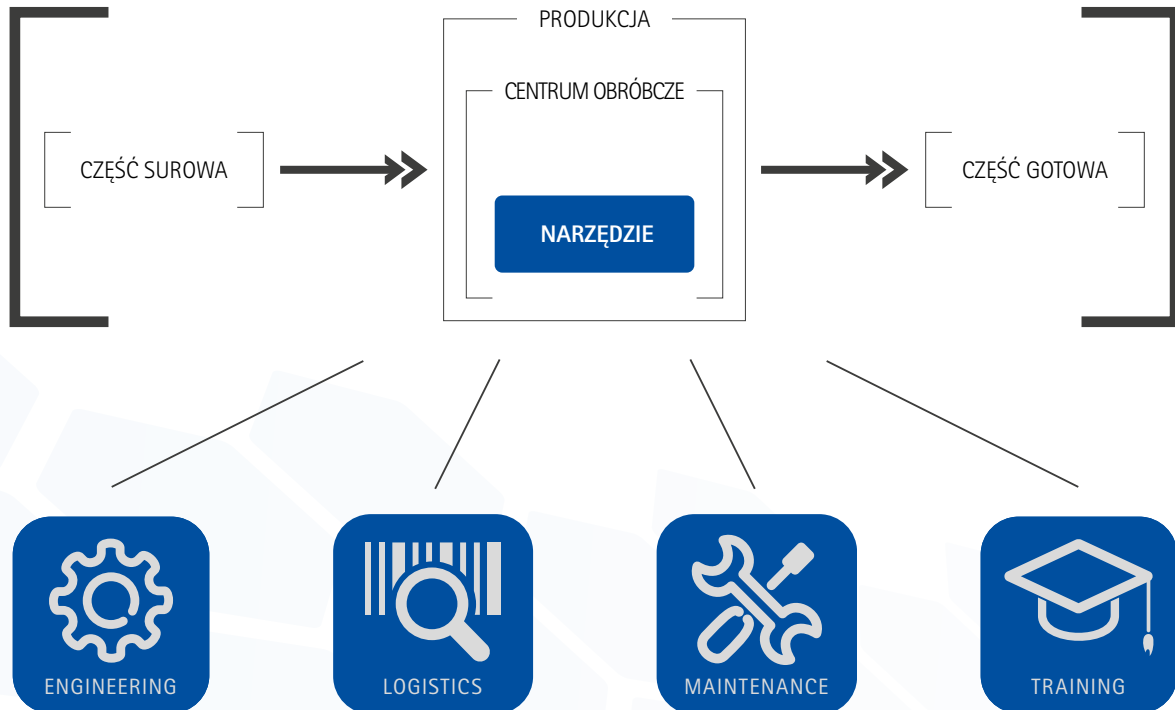 PRODUKCJA
CENTRUM OBRÓBCZE
CZĘŚĆ SUROWA
CZĘŚĆ GOTOWA
NARZĘDZIE
ENGINEERING
LOGISTICS
MAINTENANCE
TRAINING